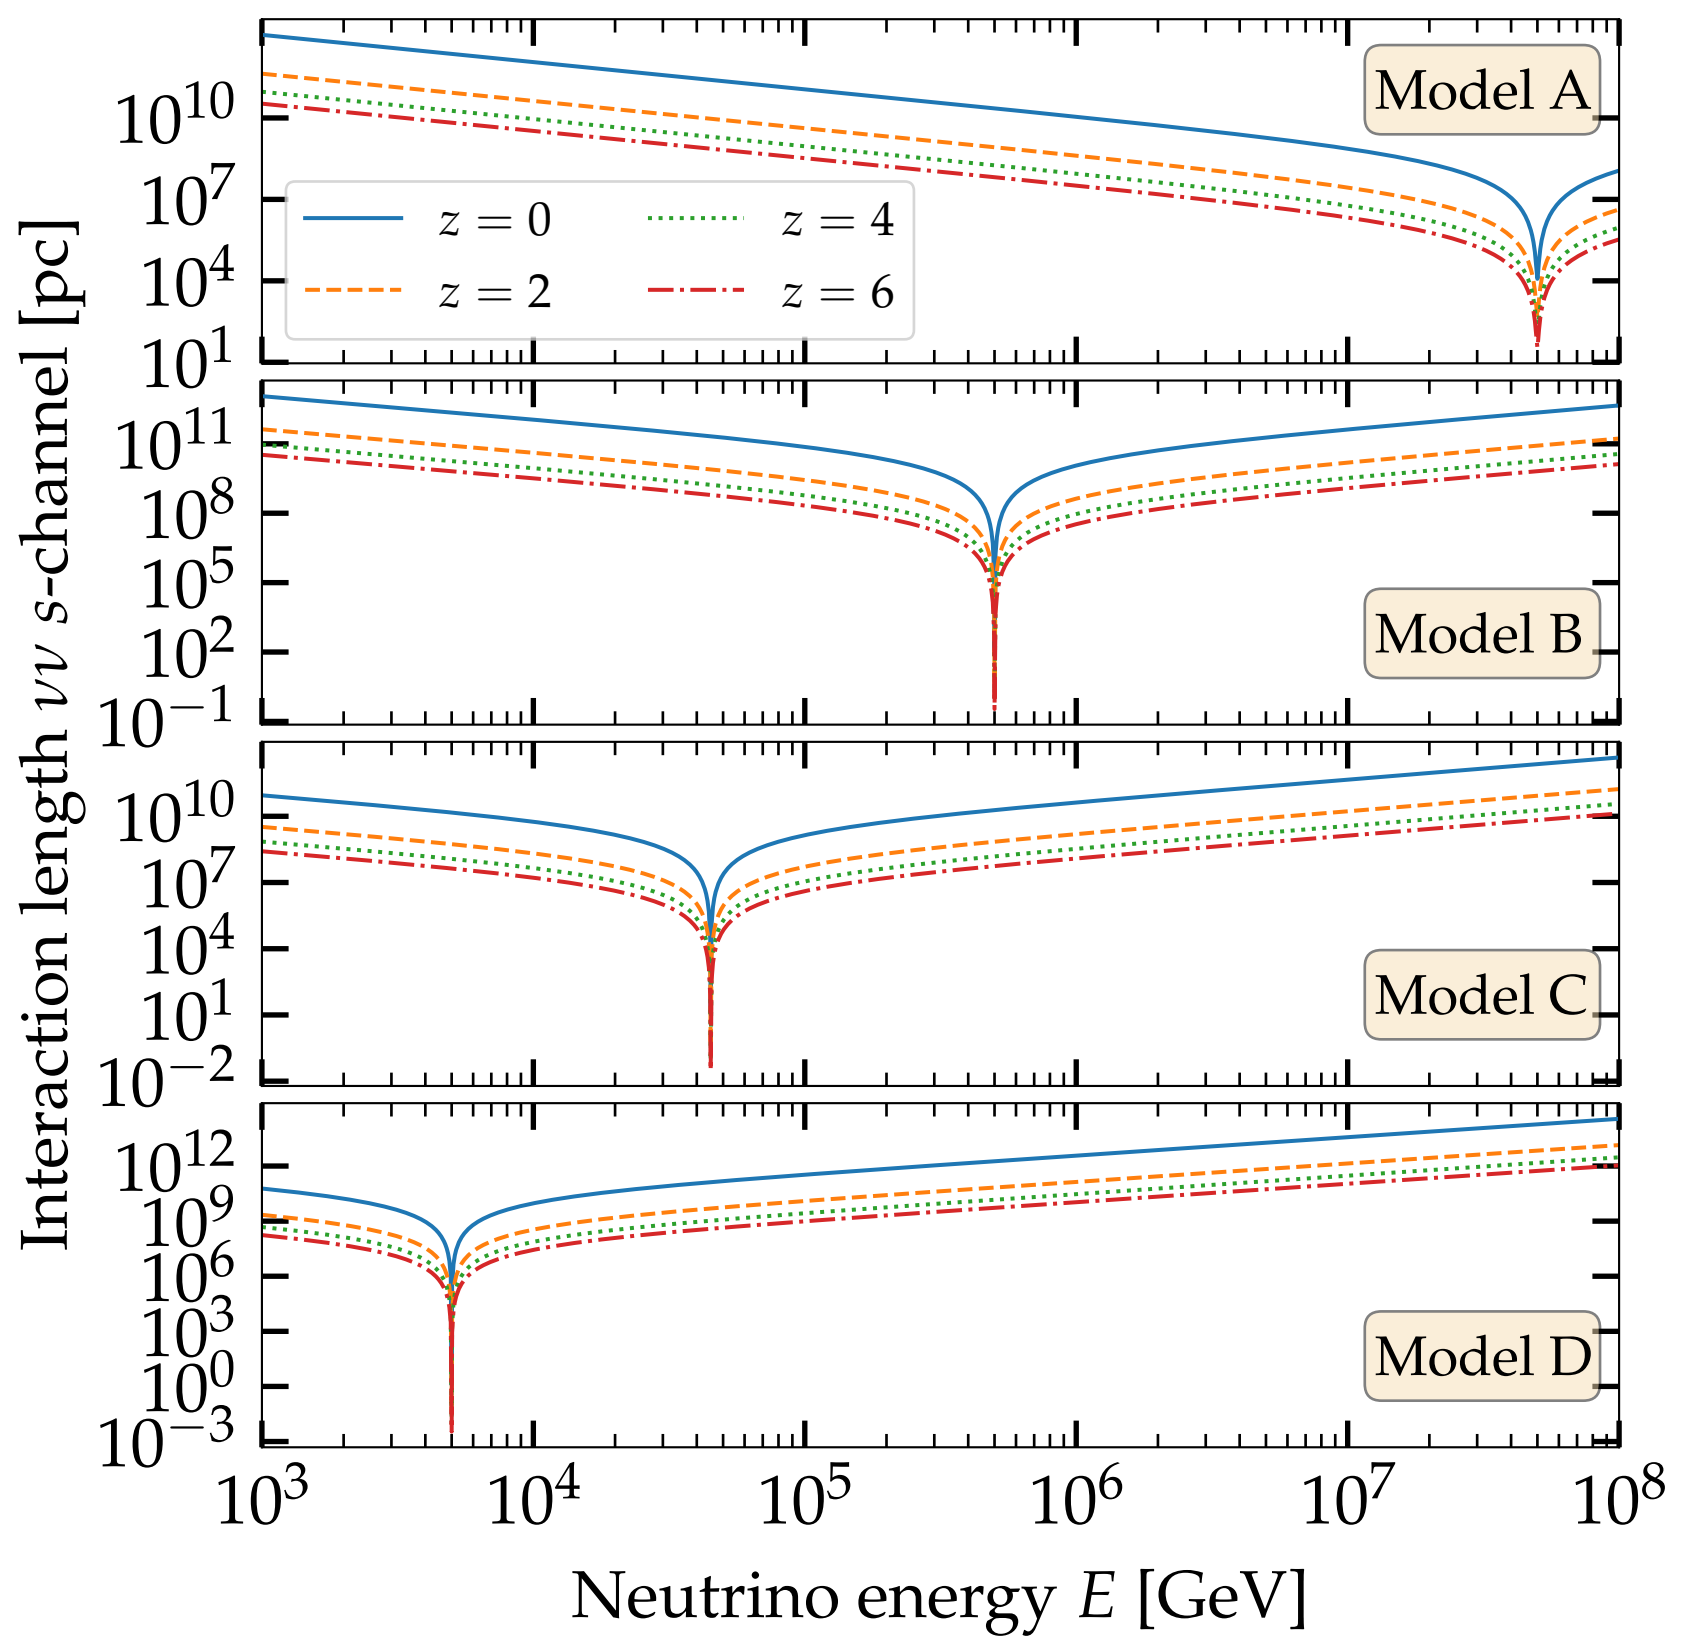 Interaction length νν s-channel [pc]
10^10
10^7
10^4
10^1
Model A
z = 0
z = 4
z = 2
z = 6
10^11
10^8
10^5
10^2
10^−1
Model B
10^10
10^7
10^4
10^1
10^−2
Model C
10^12
10^9
10^6
10^3
10^0
10^−3
Model D
10^3 10^4 10^5 10^6 10^7 10^8
Neutrino energy E [GeV]